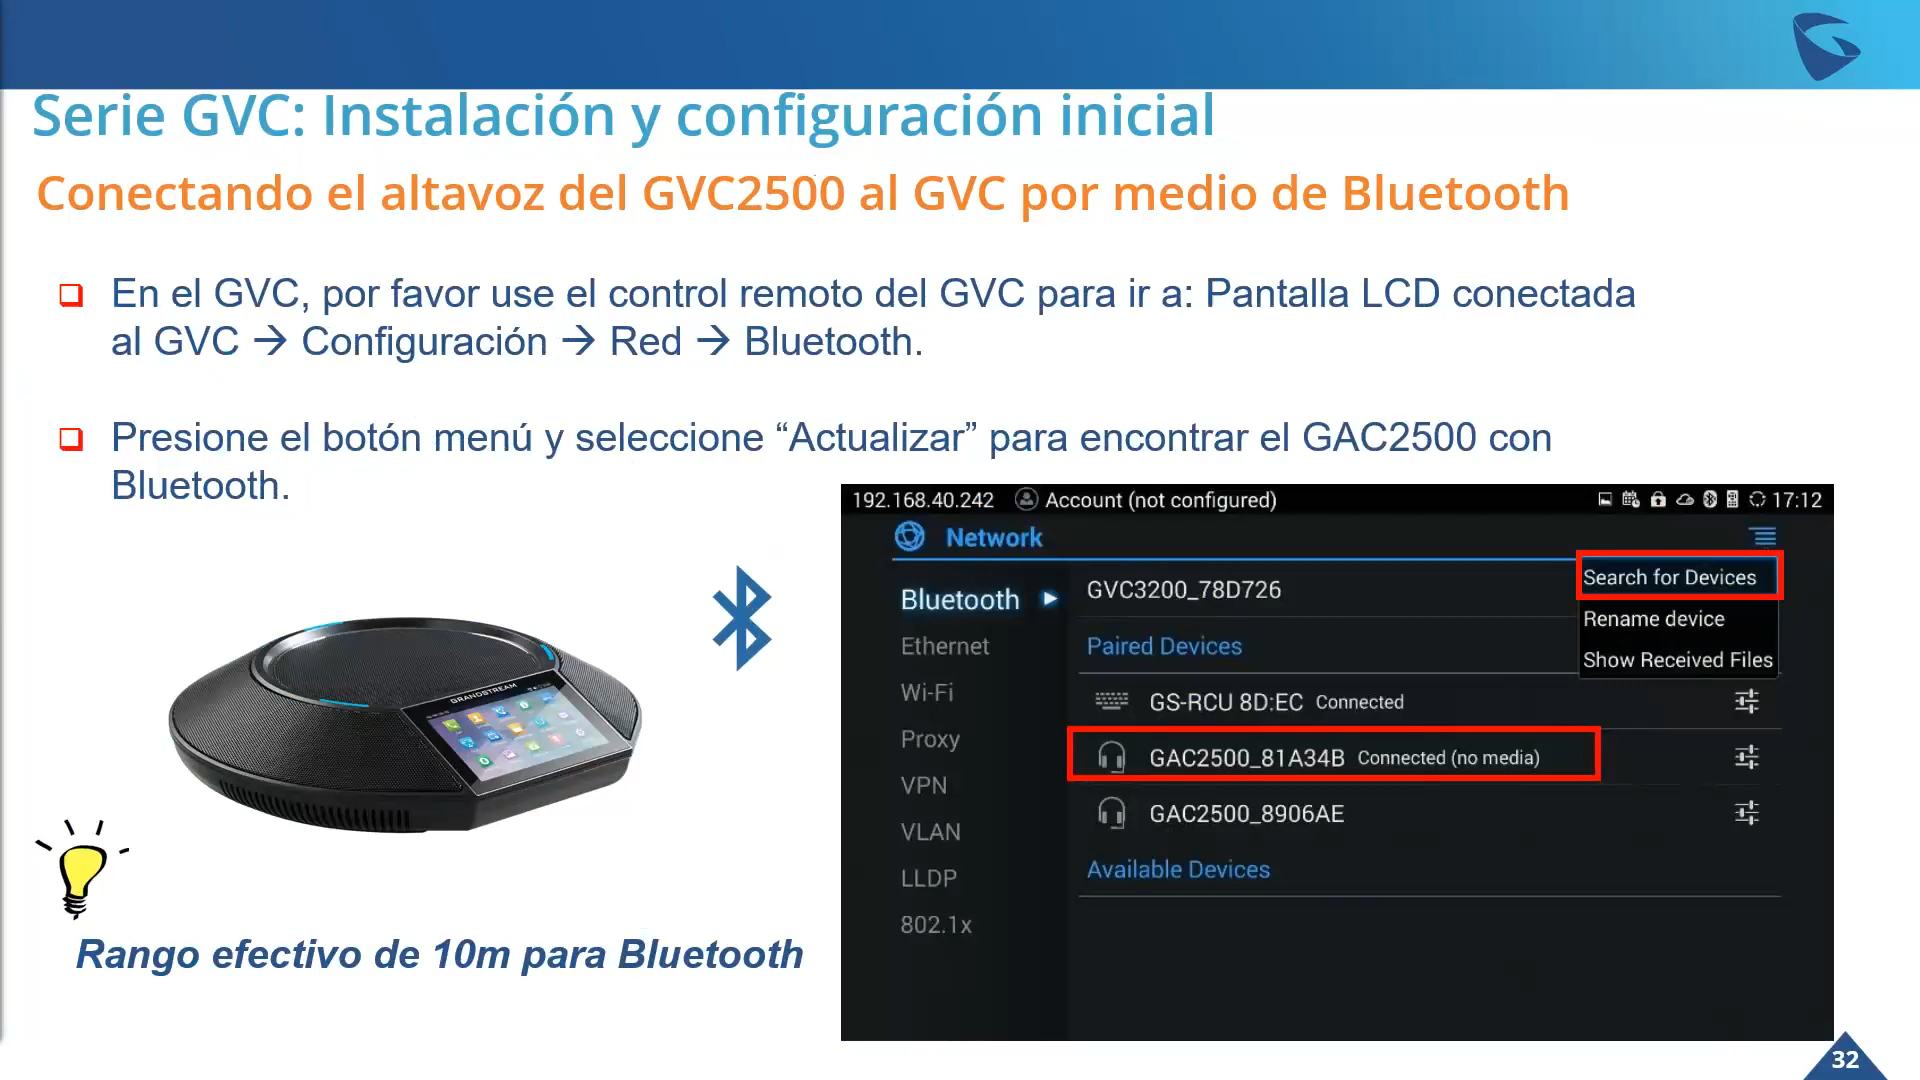 Serie GVC: Instalación y configuración inicial
Conectando el altavoz del GVC2500 al GVC por medio de Bluetooth
❑ En el GVC, por favor use el control remoto del GVC para ir a: Pantalla LCD conectada
al GVC → Configuración → Red → Bluetooth.
❑ Presione el botón menú y seleccione “Actualizar” para encontrar el GAC2500 con
Bluetooth.
GRANDSTREAM
Rango efectivo de 10m para Bluetooth
192.168.40.242 Account (not configured) 17:12
Network
Bluetooth
Ethernet
Wi-Fi
Proxy
VPN
VLAN
LLDP
802.1x
GVC3200_78D726
Paired Devices
GS-RCU 8D:EC Connected
GAC2500_81A34B Connected (no media)
GAC2500_8906AE
Available Devices
Search for Devices
Rename device
Show Received Files
32